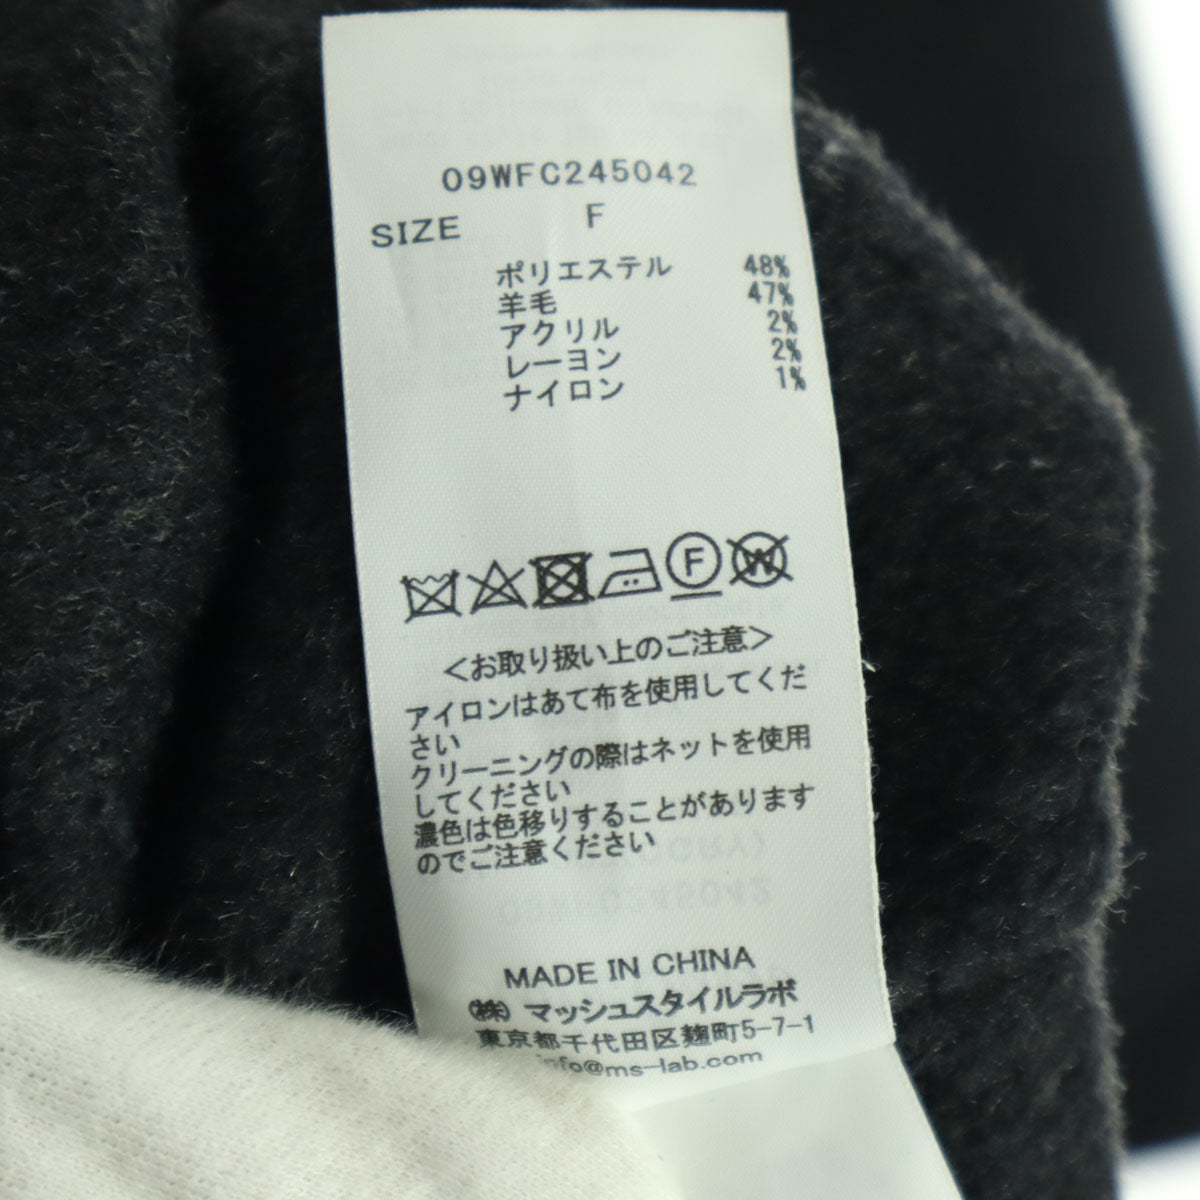 09WFC245042
SIZE F
ポリエステル 48%
羊毛 47%
アクリル 2%
レーヨン 2%
ナイロン 1%
F W
<お取り扱い上のご注意>
アイロンはあて布を使用してくだ
さい
クリーニングの際はネットを使用
してください
濃色は色移りすることがあります
のでご注意ください
MADE IN CHINA
㈱ マッシュスタイルラボ
東京都千代田区麹町5-7-1
info@ms-lab.com